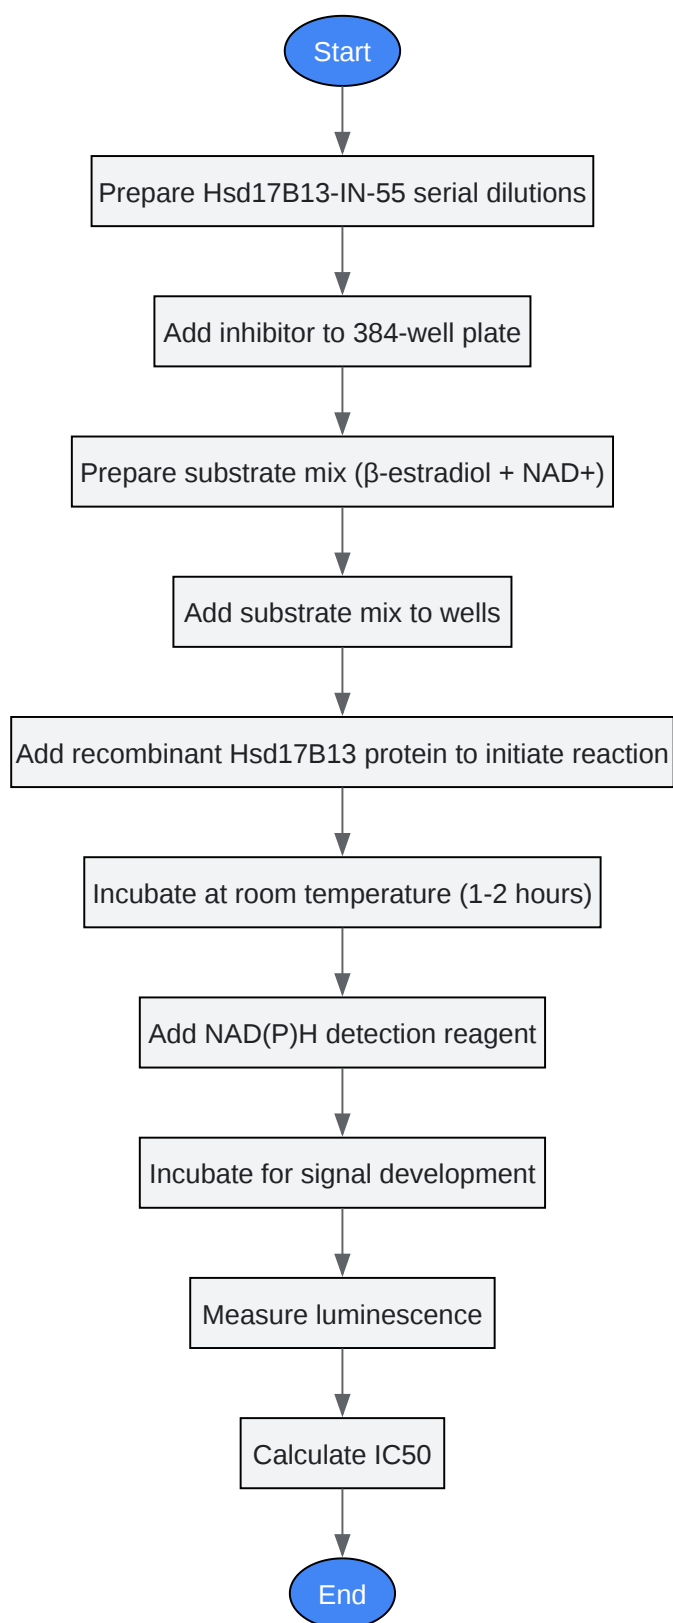 Start
Prepare Hsd17B13-IN-55 serial dilutions
Add inhibitor to 384-well plate
Prepare substrate mix (β-estradiol + NAD+)
Add substrate mix to wells
Add recombinant Hsd17B13 protein to initiate reaction
Incubate at room temperature (1-2 hours)
Add NAD(P)H detection reagent
Incubate for signal development
Measure luminescence
Calculate IC50
End